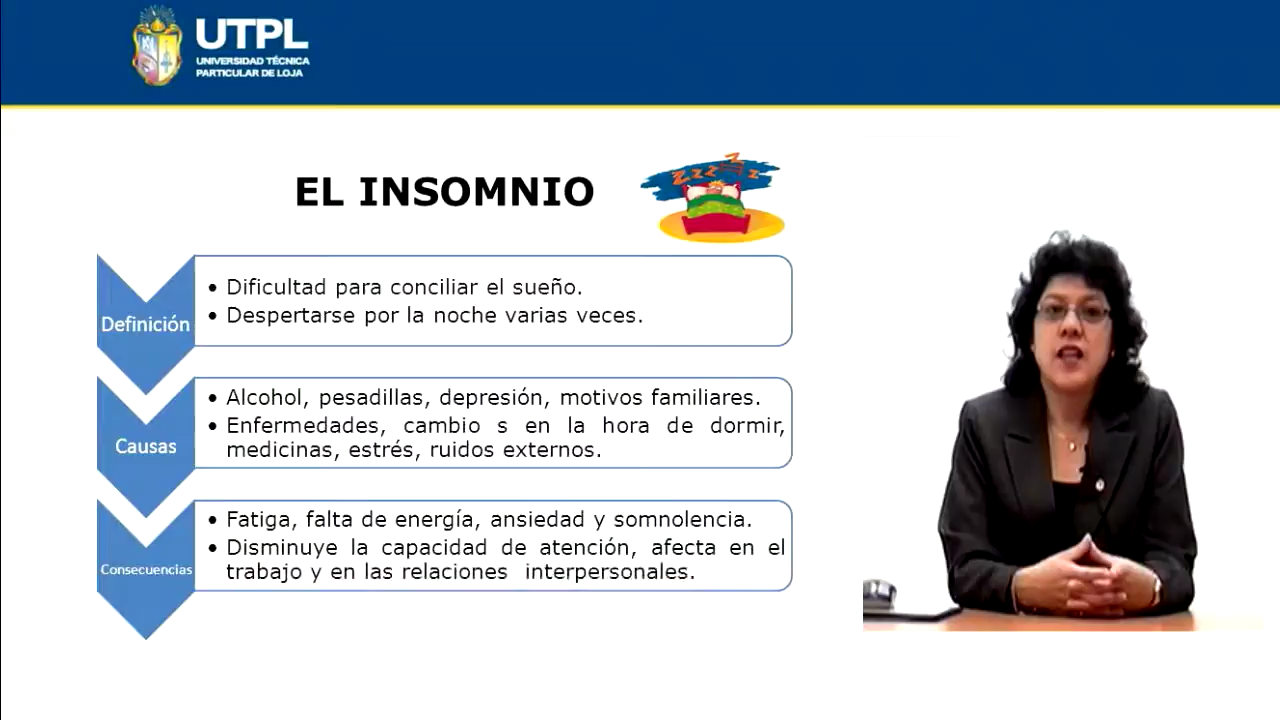 UTPL
UNIVERSIDAD TÉCNICA
PARTICULAR DE LOJA
EL INSOMNIO
ZZZZZ
Definición
• Dificultad para conciliar el sueño.
• Despertarse por la noche varias veces.
Causas
• Alcohol, pesadillas, depresión, motivos familiares.
• Enfermedades, cambio s en la hora de dormir,
medicinas, estrés, ruidos externos.
Consecuencias
• Fatiga, falta de energía, ansiedad y somnolencia.
• Disminuye la capacidad de atención, afecta en el
trabajo y en las relaciones  interpersonales.